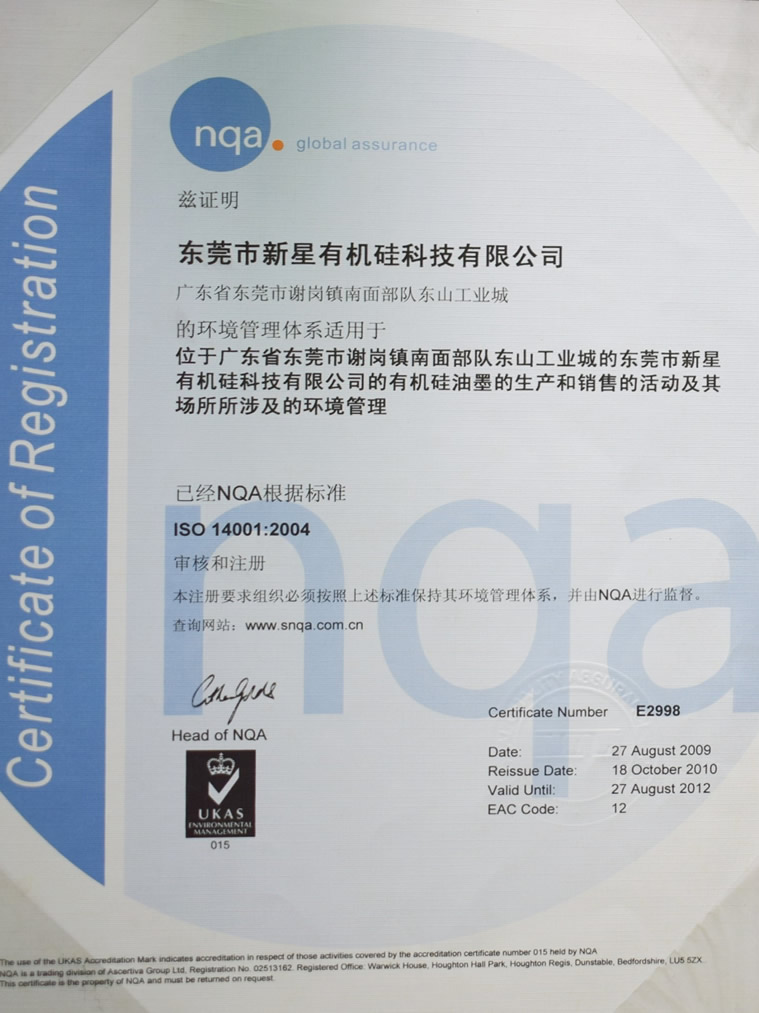 Certificate of Registration
nqa.
global assurance
兹证明
东莞市新星有机硅科技有限公司
广东省东莞市谢岗镇南面部队东山工业城
的环境管理体系适用于
位于广东省东莞市谢岗镇南面部队东山工业城的东莞市新星
有机硅科技有限公司的有机硅油墨的生产和销售的活动及其
场所所涉及的环境管理
已经NQA根据标准
ISO 14001:2004
审核和注册
本注册要求组织必须按照上述标准保持其环境管理体系，并由NQA进行监督。
查询网站：www.snqa.com.cn
nqa
Head of NQA
UKAS
ENVIRONMENTAL
MANAGEMENT
015
Certificate Number E2998
Date: 27 August 2009
Reissue Date: 18 October 2010
Valid Until: 27 August 2012
EAC Code: 12
The use of the UKAS Accreditation Mark indicates accreditation in respect of those activities covered by the accreditation certificate number 015 held by NQA
NQA is a trading division of Ascertiva Group Ltd, Registration No. 02513162. Registered Office: Warwick House, Houghton Hall Park, Houghton Regis, Dunstable, Bedfordshire, LU5 5ZX.
This certificate is the property of NQA and must be returned on request.